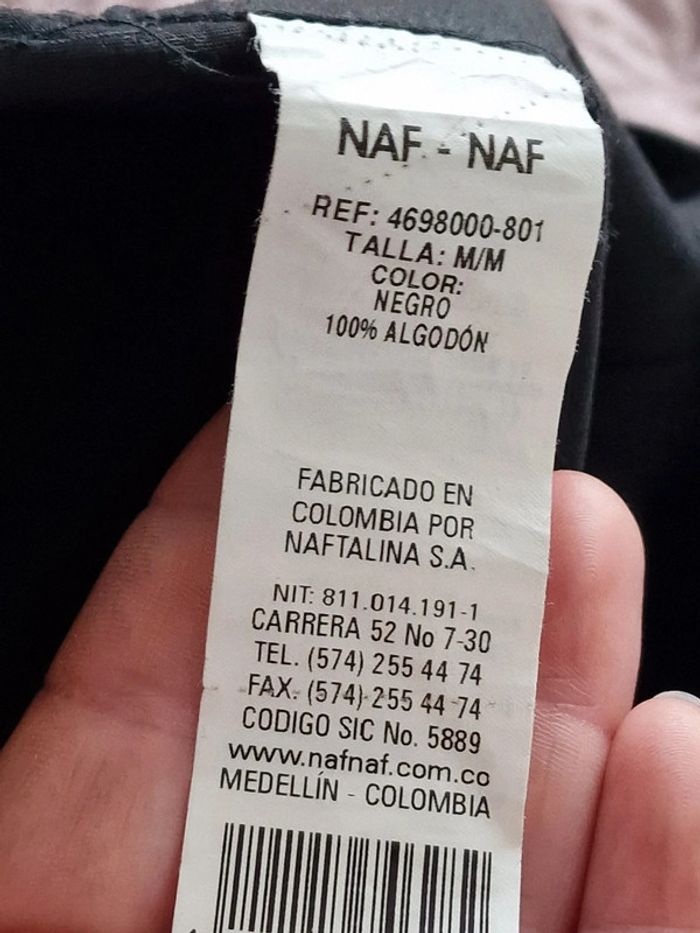 NAF - NAF
REF: 4698000-801
TALLA: M/M
COLOR:
NEGRO
100% ALGODÓN
FABRICADO EN
COLOMBIA POR
NAFTALINA S.A.
NIT: 811.014.191-1
CARRERA 52 No 7-30
TEL. (574) 255 44 74
FAX. (574) 255 44 74
CODIGO SIC No. 5889
www.nafnaf.com.co
MEDELLÍN - COLOMBIA